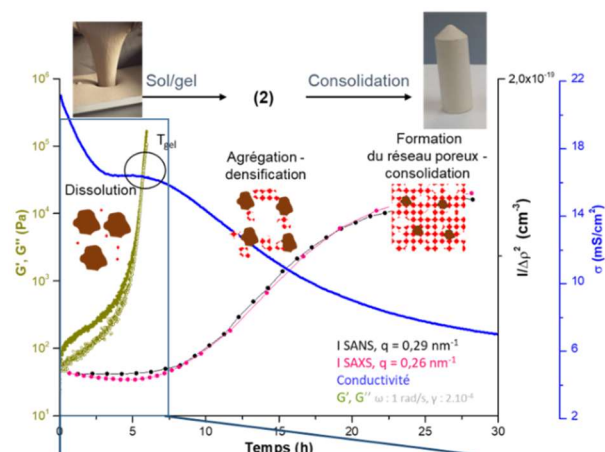 Sol/gel
(2)
Consolidation
10⁶
10⁵
10⁴
10³
10²
10¹
G', G'' (Pa)
T gel
Dissolution
Agrégation -
densification
Formation
du réseau poreux -
consolidation
I SANS, q = 0,29 nm⁻¹
I SAXS, q = 0,26 nm⁻¹
Conductivité
G', G'' ω : 1 rad/s, γ : 2.10⁻⁴
2,0x10⁻¹⁹
I/Δρ² (cm⁻³)
22
18
14
10
6
2
σ (mS/cm)
0 5 10 15 20 25 30
Temps (h)